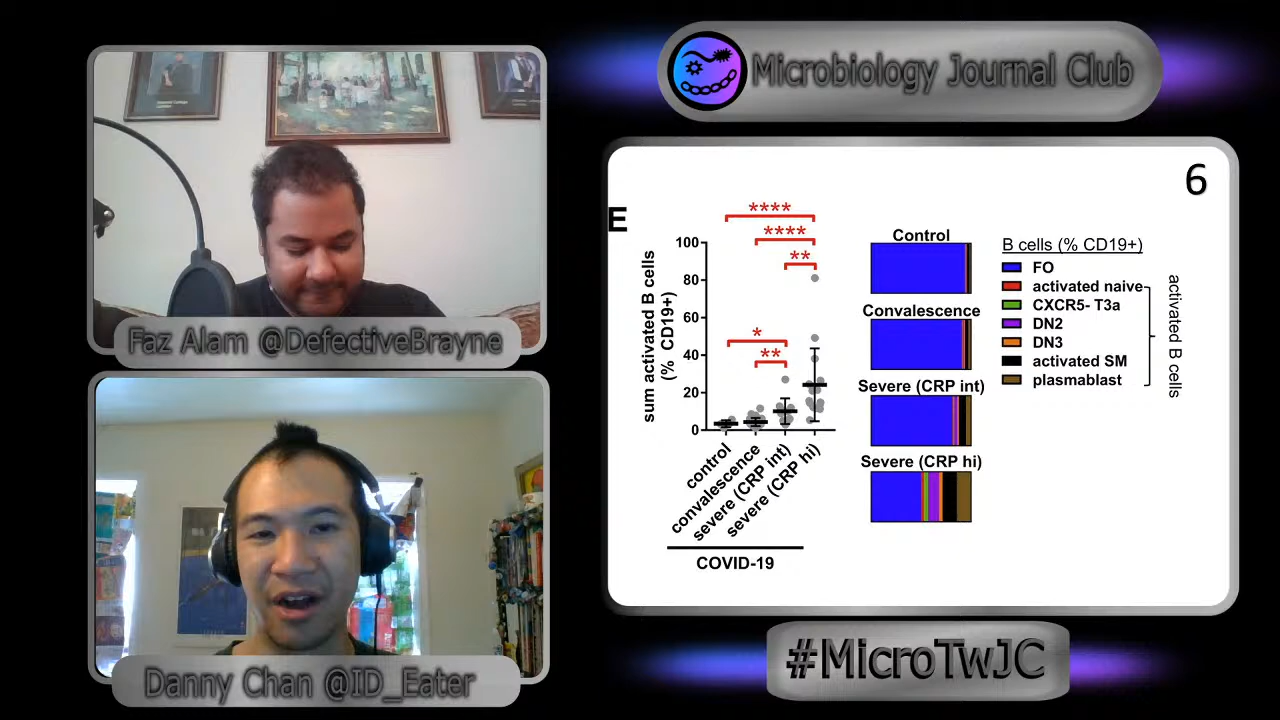 Faz Alam @DefectiveBrayne
Danny Chan @ID_Eater
Microbiology Journal Club
6
E
****
****
**
*
**
sum activated B cells
(% CD19+)
100
80
60
40
20
0
control
convalescence
severe (CRP int)
severe (CRP hi)
COVID-19
Control
Convalescence
Severe (CRP int)
Severe (CRP hi)
B cells (% CD19+)
FO
activated naive
CXCR5- T3a
DN2
DN3
activated SM
plasmablast
activated B cells
#MicroTwJC